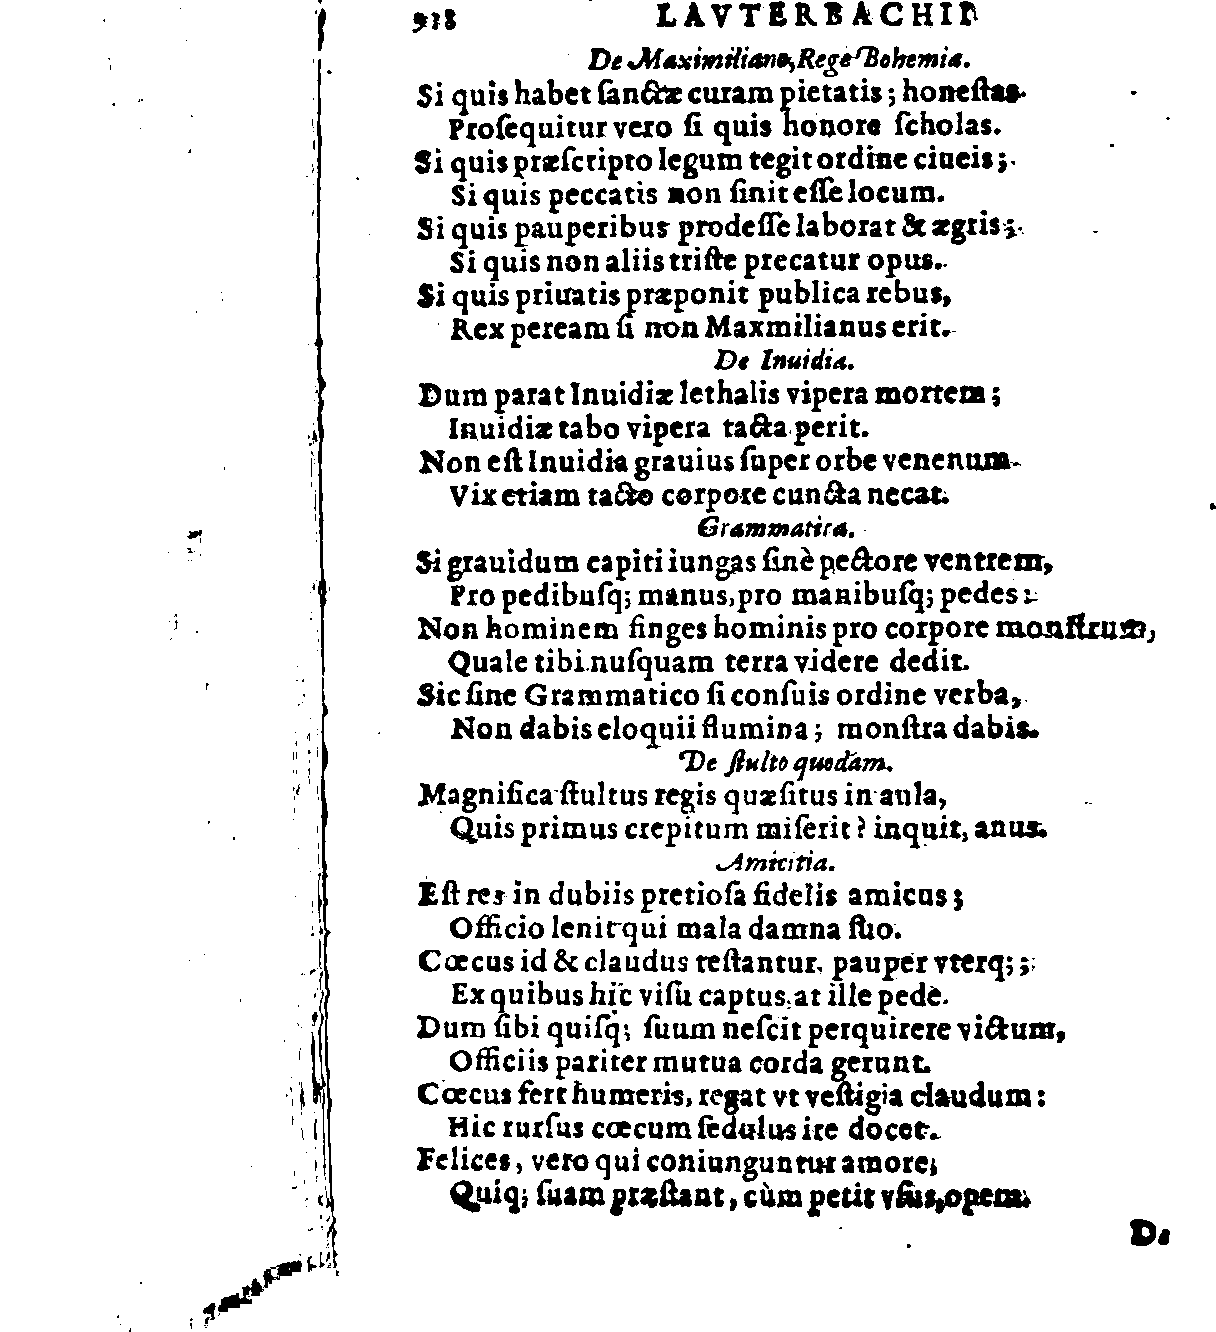 918 LAVTERBACHII
De Maximiliano, Rege Bohemiæ.
Si quis habet ſanctæ curam pietatis; honeſtas
Proſequitur vero ſi quis honore ſcholas.
Si quis præſcripto legum tegit ordine ciueis;
Si quis peccatis non ſinit eſſe locum.
Si quis pauperibus prodeſſe laborat & ægris;
Si quis non aliis triſte precatur opus.
Si quis priuatis præponit publica rebus,
Rex peream ſi non Maxmilianus erit.
De Inuidia.
Dum parat Inuidiæ lethalis vipera mortem;
Inuidiæ tabo vipera tacta perit.
Non eſt Inuidia grauius ſuper orbe venenum
Vix etiam tacto corpore cuncta necat.
Grammatica.
Si grauidum capiti iungas ſinè pectore ventrem,
Pro pedibuſq; manus, pro manibuſq; pedes:
Non hominem finges hominis pro corpore monſtrum,
Quale tibi nuſquam terra videre dedit.
Sic ſine Grammatico ſi conſuis ordine verba,
Non dabis eloquii flumina; monſtra dabis.
De ſtulto quodam.
Magnifica ſtultus regis quæſitus in aula,
Quis primus crepitum miſerit? inquit, anus.
Amicitia.
Eſt res in dubiis pretioſa fidelis amicus;
Officio lenit qui mala damna ſuo.
Cœcus id & claudus teſtantur, pauper vterq;;
Ex quibus hic viſu captus, at ille pede.
Dum ſibi quiſq; ſuum neſcit perquirere victum,
Officiis pariter mutua corda gerunt.
Cœcus fert humeris, regat vt veſtigia claudum:
Hic rurſus cœcum ſedulus ire docet.
Felices, vero qui coniunguntur amore;
Quiq; ſuam præſtant, cùm petit vſus, opem.
De